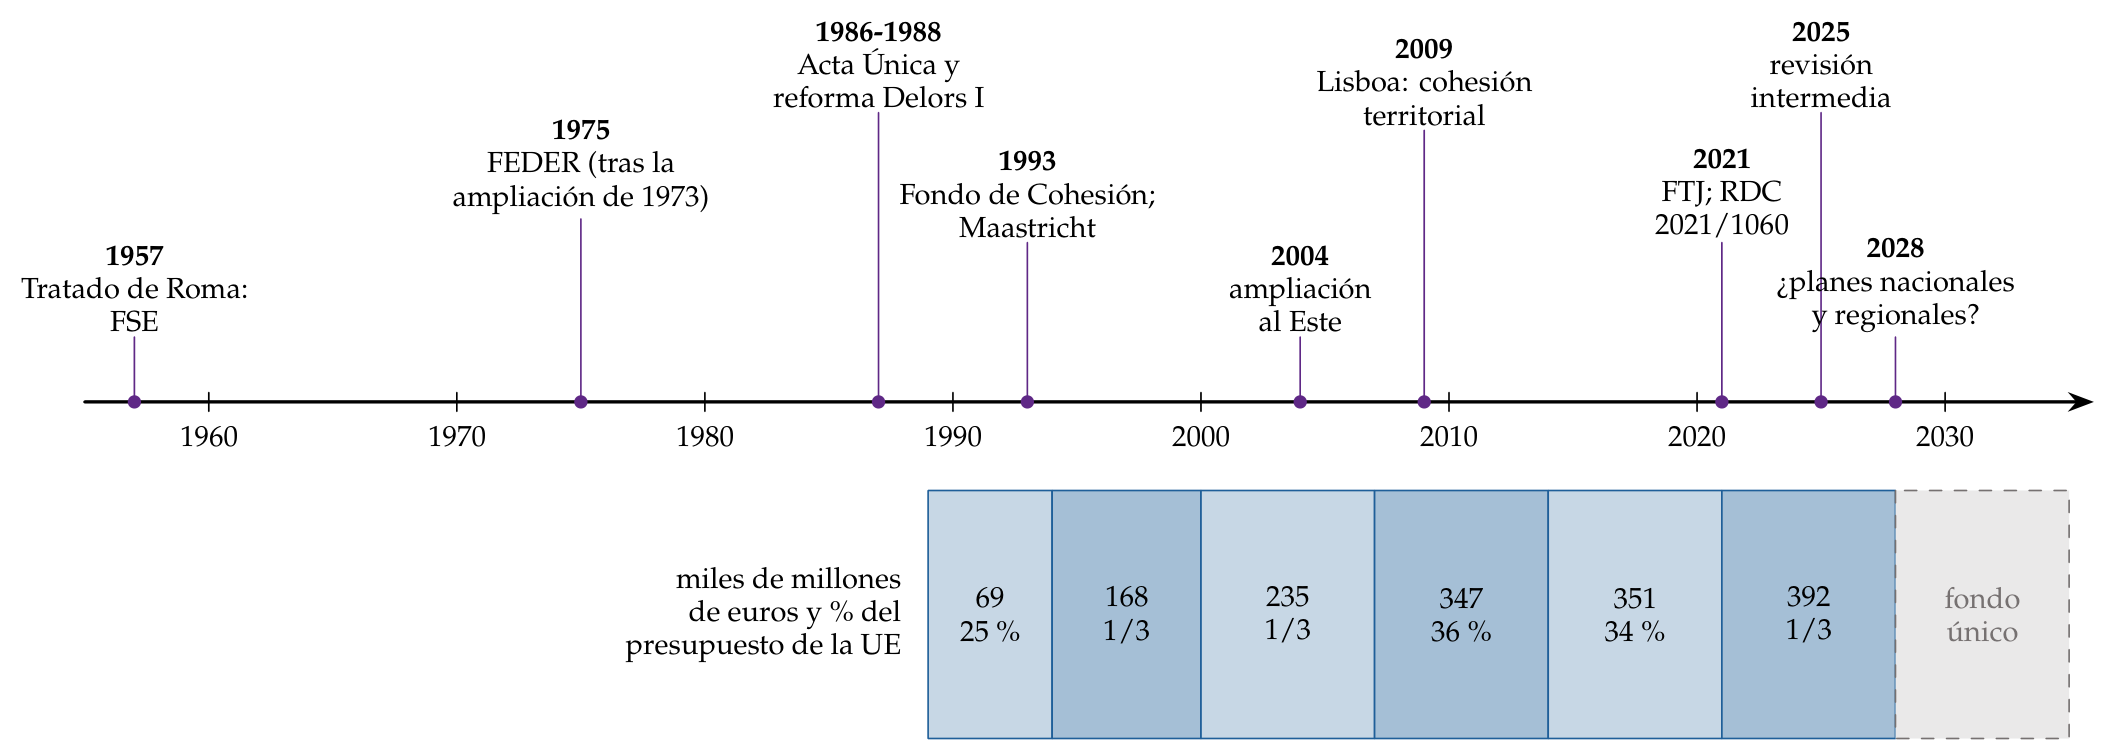 1957
Tratado de Roma:
FSE
1975
FEDER (tras la
ampliación de 1973)
1986-1988
Acta Única y
reforma Delors I
1993
Fondo de Cohesión;
Maastricht
2004
ampliación
al Este
2009
Lisboa: cohesión
territorial
2021
FTJ; RDC
2021/1060
2025
revisión
intermedia
2028
¿planes nacionales
y regionales?
1960
1970
1980
1990
2000
2010
2020
2030
miles de millones
de euros y % del
presupuesto de la UE
69
25 %
168
1/3
235
1/3
347
36 %
351
34 %
392
1/3
fondo
único